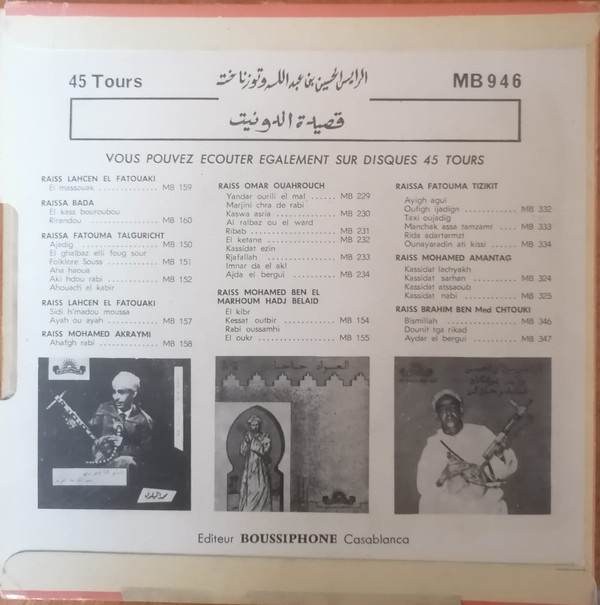 45 Tours
الرايس الحسين بن عبد الله وتوزناخت
MB 946
قصيدة الدونيت
VOUS POUVEZ ECOUTER EGALEMENT SUR DISQUES 45 TOURS
RAISS LAHCEN EL FATOUAKI
El massouak ............ MB 159
RAISSA BADA
El kass bouroubou
Rirandou ............ MB 160
RAISSA FATOUMA TALGURICHT
Ajadig ............ MB 150
El ghalbaz elli foug sour
Folklore Souss ............ MB 151
Aha haoua
Aki hdou rabi ............ MB 152
Ahouach el kabir
RAISS LAHCEN EL FATOUAKI
Sidi h'madou moussa
Ayah ou ayah ............ MB 157
RAISS MOHAMED AKRAYMI
Ahafgh rabi ............ MB 158
RAISS OMAR OUAHROUCH
Yandar outili el mal ...... MB 229
Marjini chra de rabi
Kaswa asria ............ MB 230
Al ralbaz ou el ward
Ribab ............ MB 231
El ketane ............ MB 232
Kassidat ezin
Rjafallah ............ MB 233
Imnar da el akl
Ajda el bergui ............ MB 234
RAISS MOHAMED BEN EL
MARHOUM HADJ BELAID
El kibr
Kessat outbir ............ MB 154
Rabi oussamhi
El oukr ............ MB 155
RAISSA FATOUMA TIZIKIT
Ayigh agui
Oufigh ijadign ............ MB 332
Taxi oujadig
Manchak assa tamzamt .... MB 333
Rida adartarmzt
Ounayaradin ati kissi .... MB 334
RAISS MOHAMED AMANTAG
Kassidat lachyakh
Kassidat sarhan ............ MB 324
Kassidat atssaoub
Kassidat nabi ............ MB 325
RAISS BRAHIM BEN Med CHTOUKI
Bismillah ............ MB 346
Dounit tga rikad
Aydar el bergui ............ MB 347
Editeur BOUSSIPHONE Casablanca